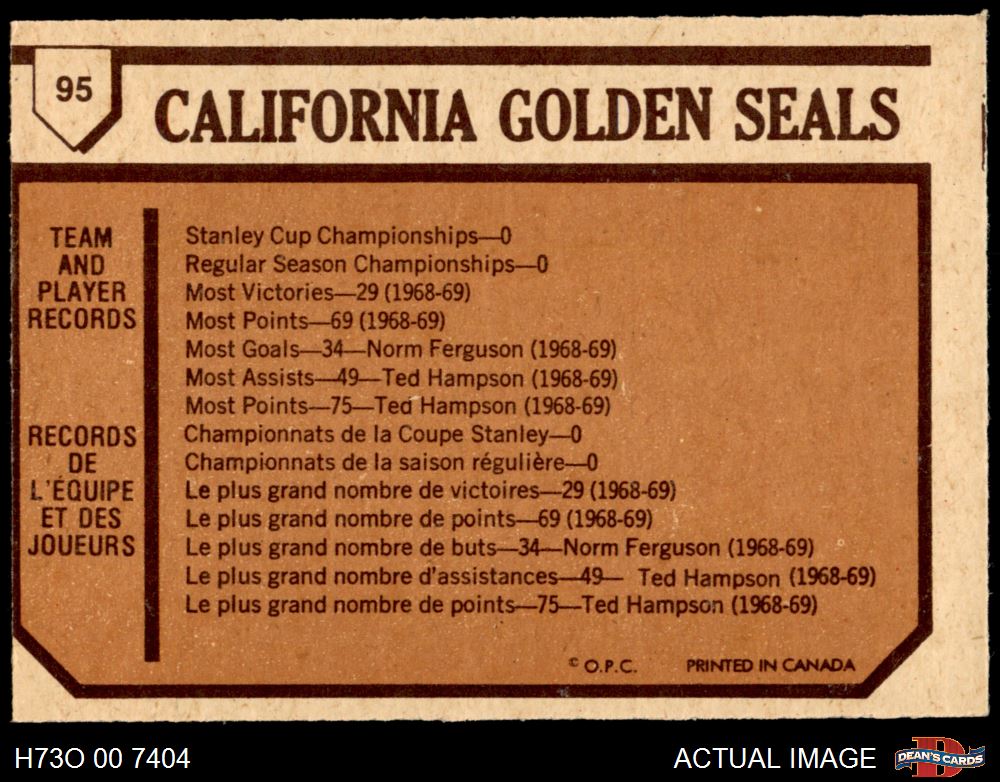 95
CALIFORNIA GOLDEN SEALS
TEAM
AND
PLAYER
RECORDS
Stanley Cup Championships—0
Regular Season Championships—0
Most Victories—29 (1968-69)
Most Points—69 (1968-69)
Most Goals—34—Norm Ferguson (1968-69)
Most Assists—49—Ted Hampson (1968-69)
Most Points—75—Ted Hampson (1968-69)
RECORDS
DE
L'ÉQUIPE
ET DES
JOUEURS
Championnats de la Coupe Stanley—0
Championnats de la saison régulière—0
Le plus grand nombre de victoires—29 (1968-69)
Le plus grand nombre de points—69 (1968-69)
Le plus grand nombre de buts—34—Norm Ferguson (1968-69)
Le plus grand nombre d'assistances—49— Ted Hampson (1968-69)
Le plus grand nombre de points—75—Ted Hampson (1968-69)
© O.P.C. PRINTED IN CANADA
H73O 00 7404
ACTUAL IMAGE
DEAN'S CARDS